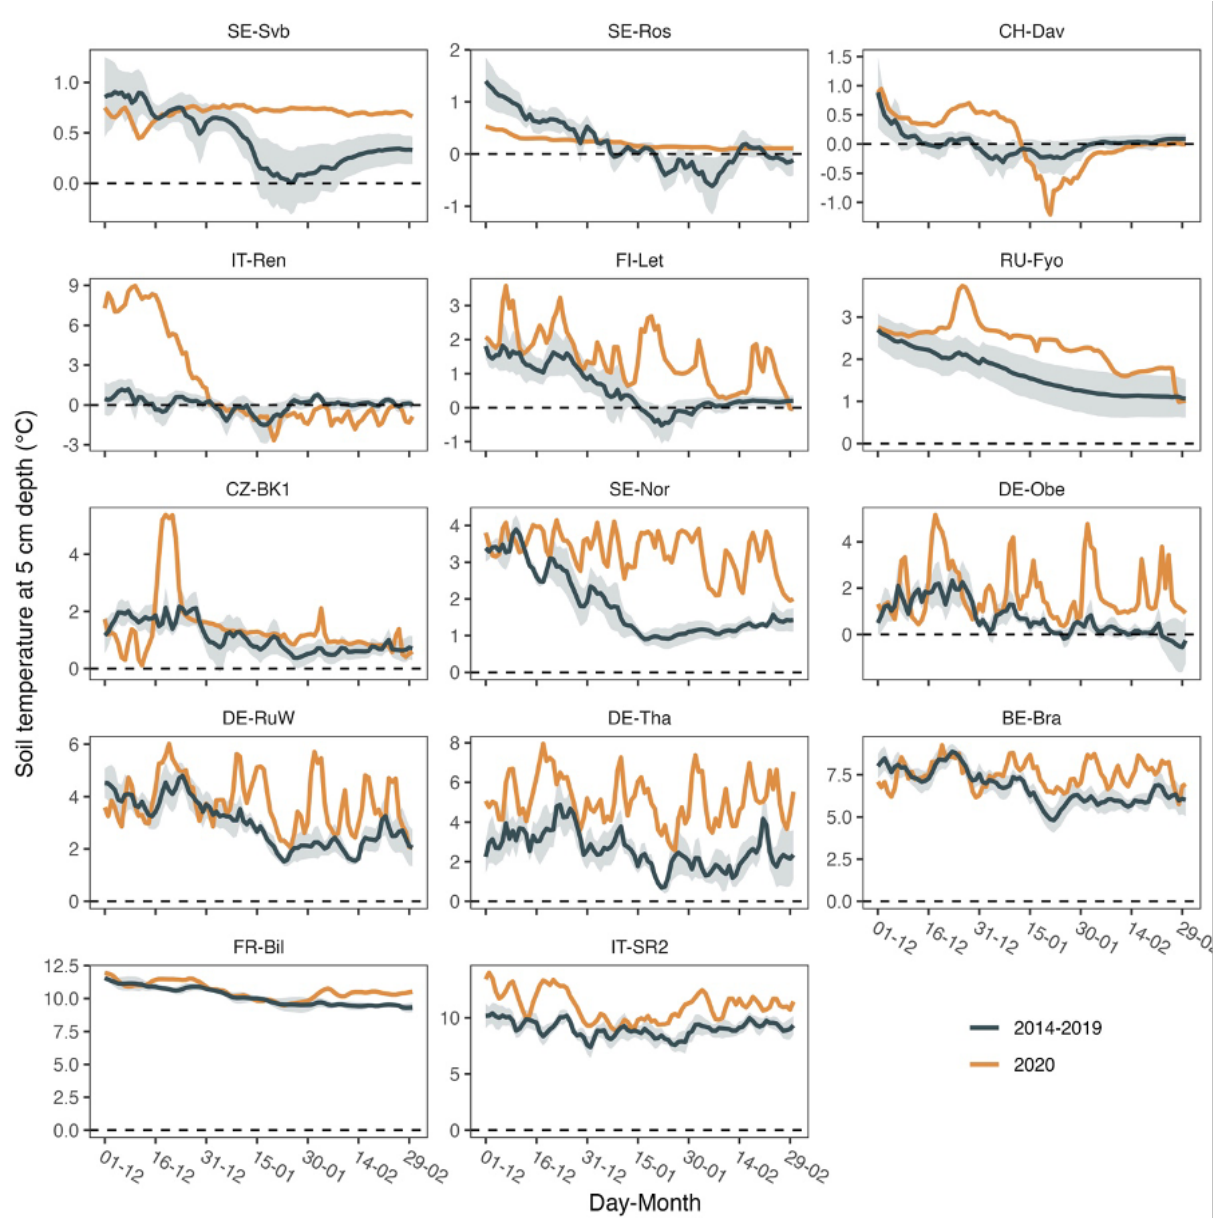 SE-Svb SE-Ros CH-Dav
1.0 0.5 0.0
2 1 0 -1
1.5 1.0 0.5 0.0 -0.5 -1.0
IT-Ren FI-Let RU-Fyo
9 6 3 0 -3
3 2 1 0 -1
3 2 1 0
CZ-BK1 SE-Nor DE-Obe
4 2 0
4 3 2 1 0
4 2 0
DE-RuW DE-Tha BE-Bra
6 4 2 0
8 6 4 2 0
7.5 5.0 2.5 0.0
01-12 16-12 31-12 15-01 30-01 14-02 29-02
FR-Bil IT-SR2
12.5 10.0 7.5 5.0 2.5 0.0
10 5 0
01-12 16-12 31-12 15-01 30-01 14-02 29-02
01-12 16-12 31-12 15-01 30-01 14-02 29-02
2014-2019
2020
Soil temperature at 5 cm depth (°C)
Day-Month